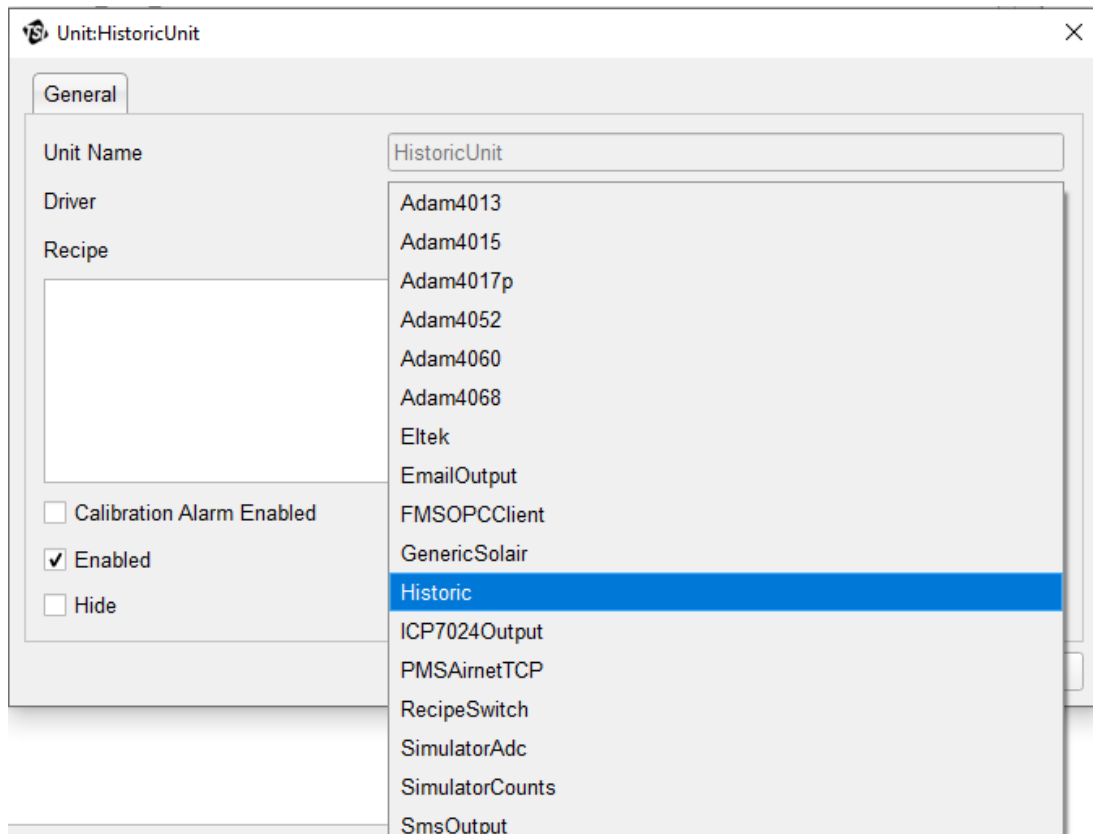 TSI Unit:HistoricUnit
General
Unit Name HistoricUnit
Driver Adam4013
Adam4015
Recipe
Adam4017p
Adam4052
Adam4060
Adam4068
Eltek
EmailOutput
Calibration Alarm Enabled FMSOPCClient
Enabled GenericSolair
Historic
Hide
ICP7024Output
PMSAirnetTCP
RecipeSwitch
SimulatorAdc
SimulatorCounts
SmsOutput